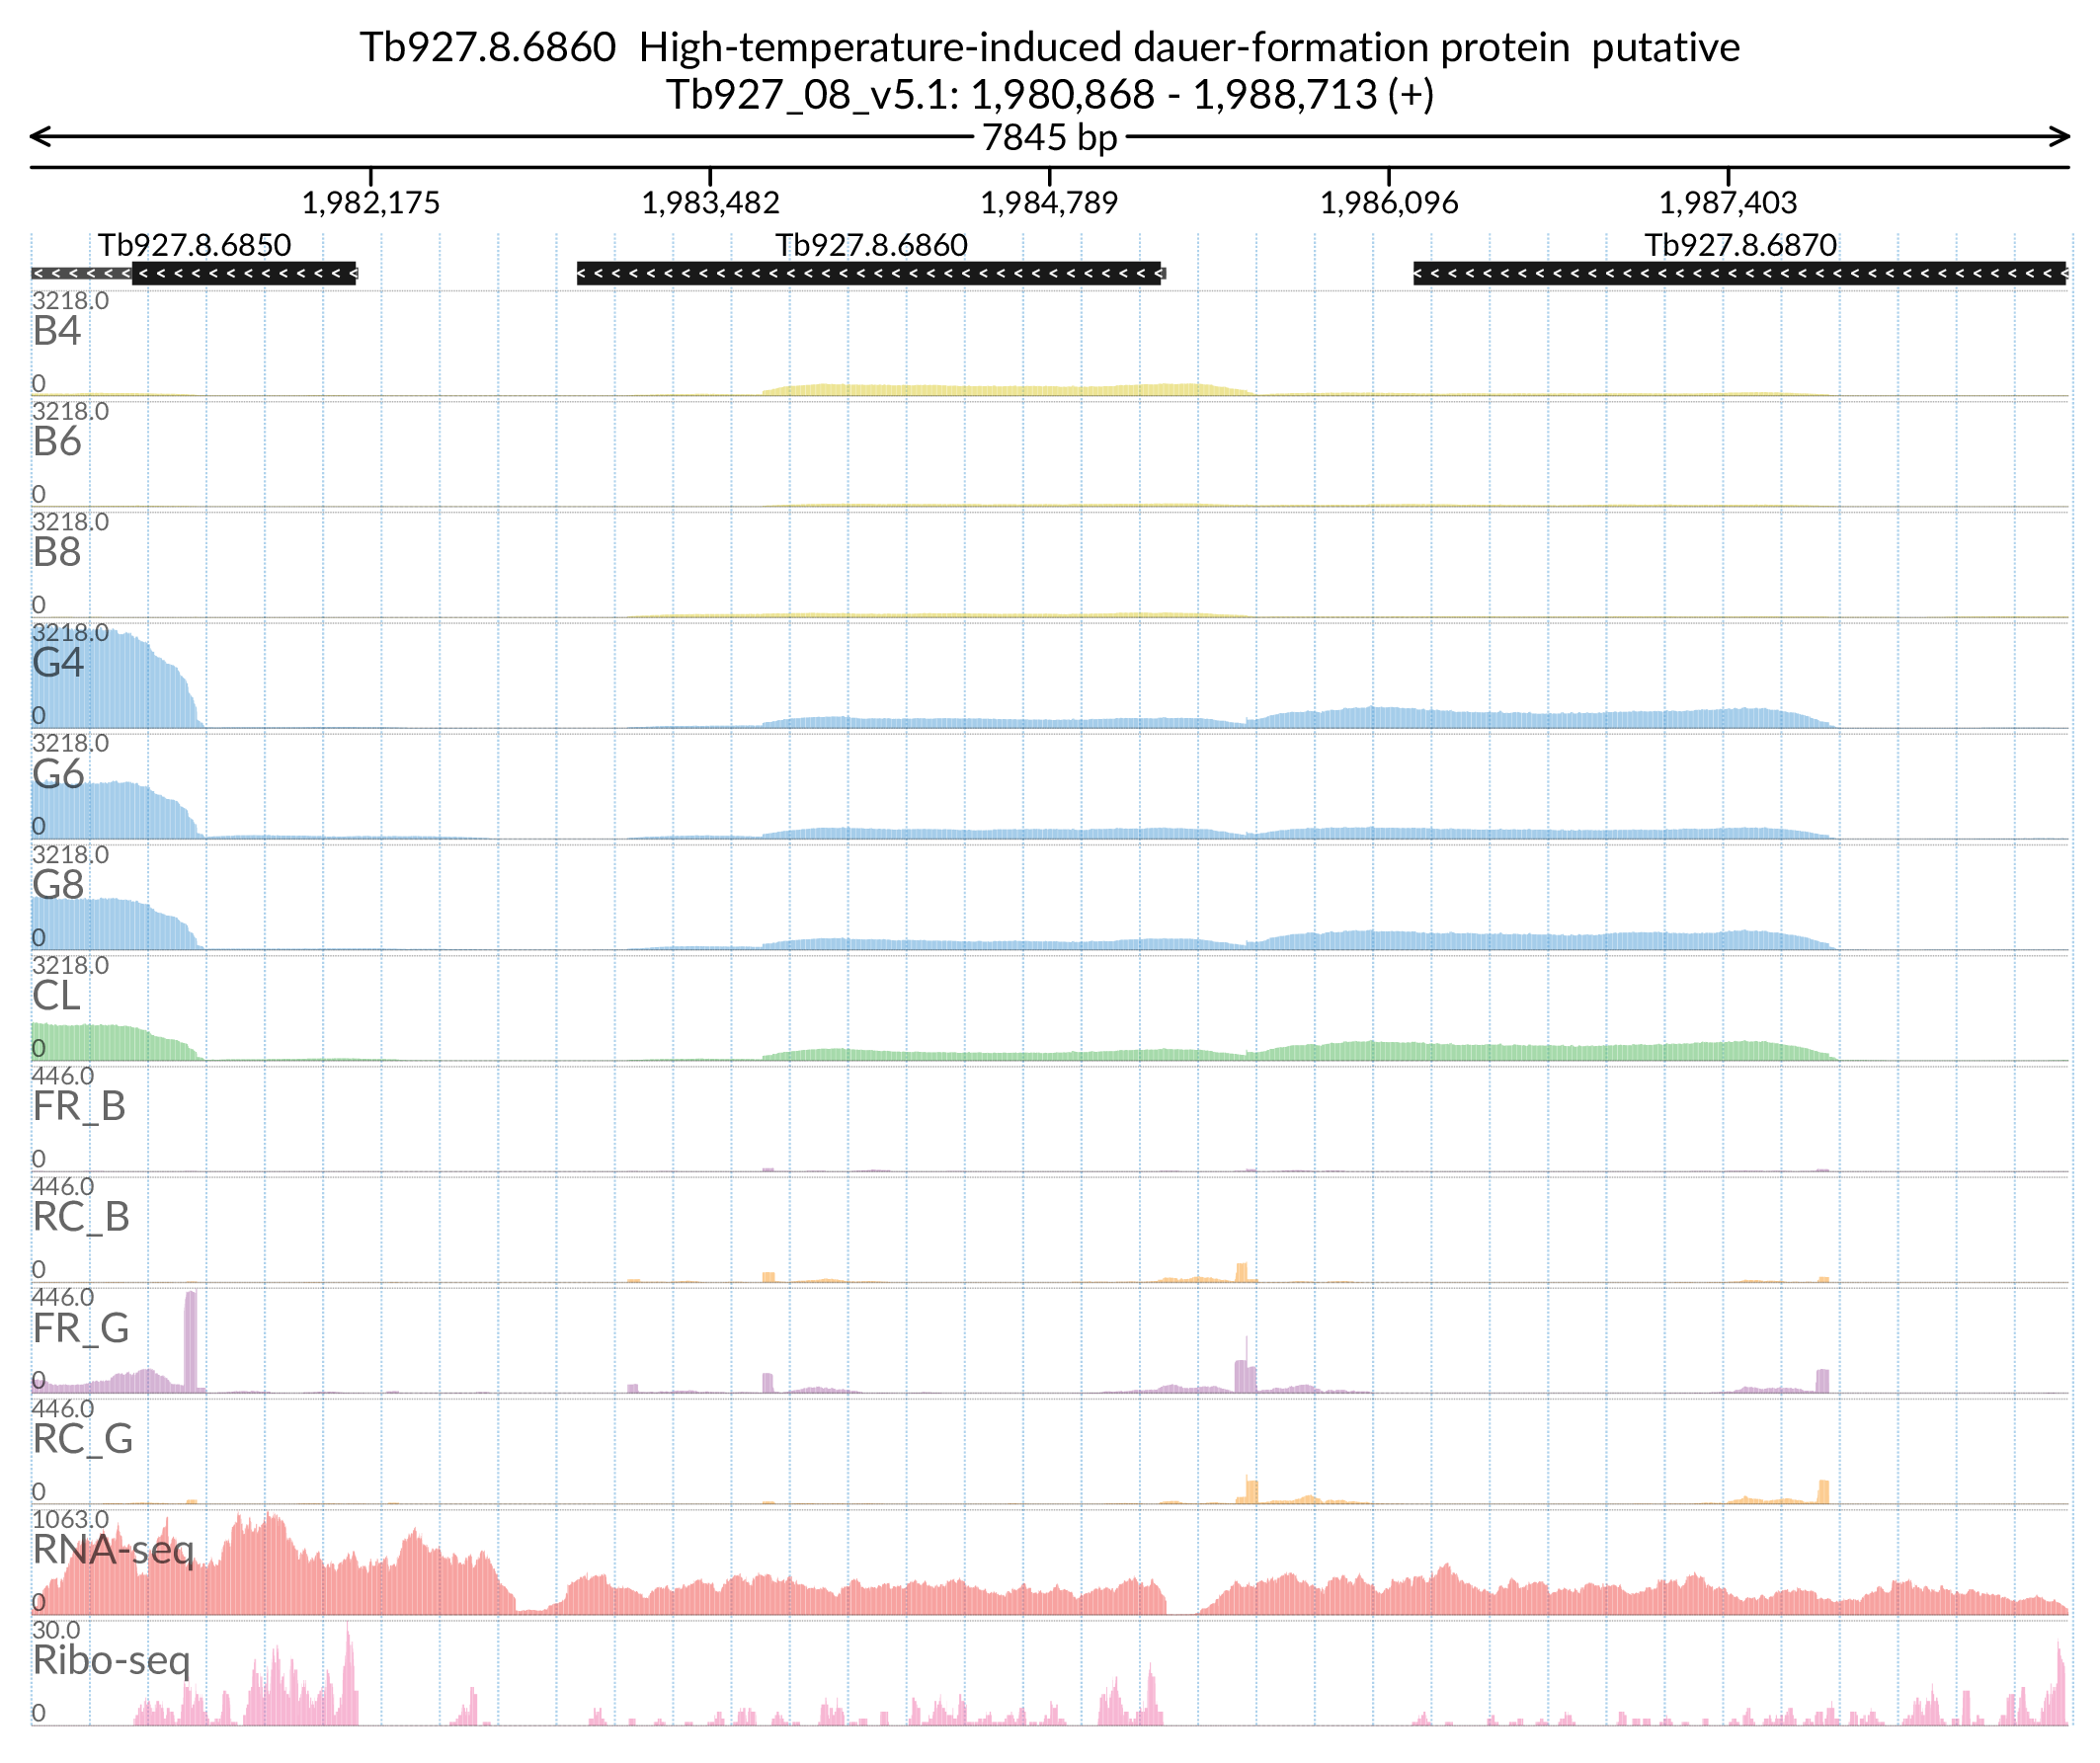 Tb927.8.6860 High-temperature-induced dauer-formation protein putative
Tb927_08_v5.1: 1,980,868 - 1,988,713 (+)
7845 bp
1,982,175 1,983,482 1,984,789 1,986,096 1,987,403
Tb927.8.6850 Tb927.8.6860 Tb927.8.6870
3218.0
B4
0
3218.0
B6
0
3218.0
B8
0
3218.0
G4
0
3218.0
G6
0
3218.0
G8
0
3218.0
CL
0
446.0
FR_B
0
446.0
RC_B
0
446.0
FR_G
0
446.0
RC_G
0
1063.0
RNA-seq
0
30.0
Ribo-seq
0